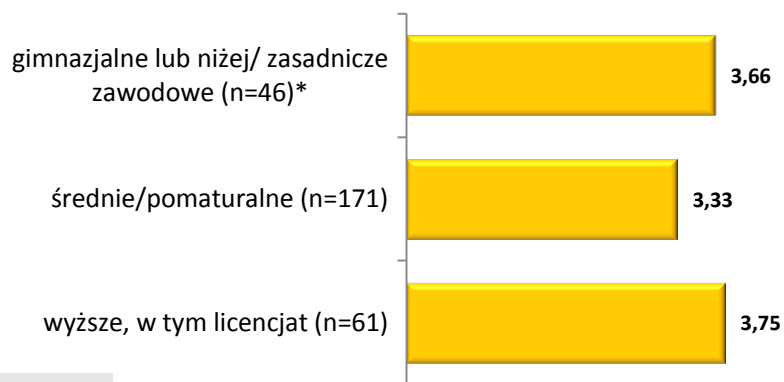 gimnazjalne lub niżej/ zasadnicze
zawodowe (n=46)*
3,66
średnie/pomaturalne (n=171)
3,33
wyższe, w tym licencjat (n=61)
3,75